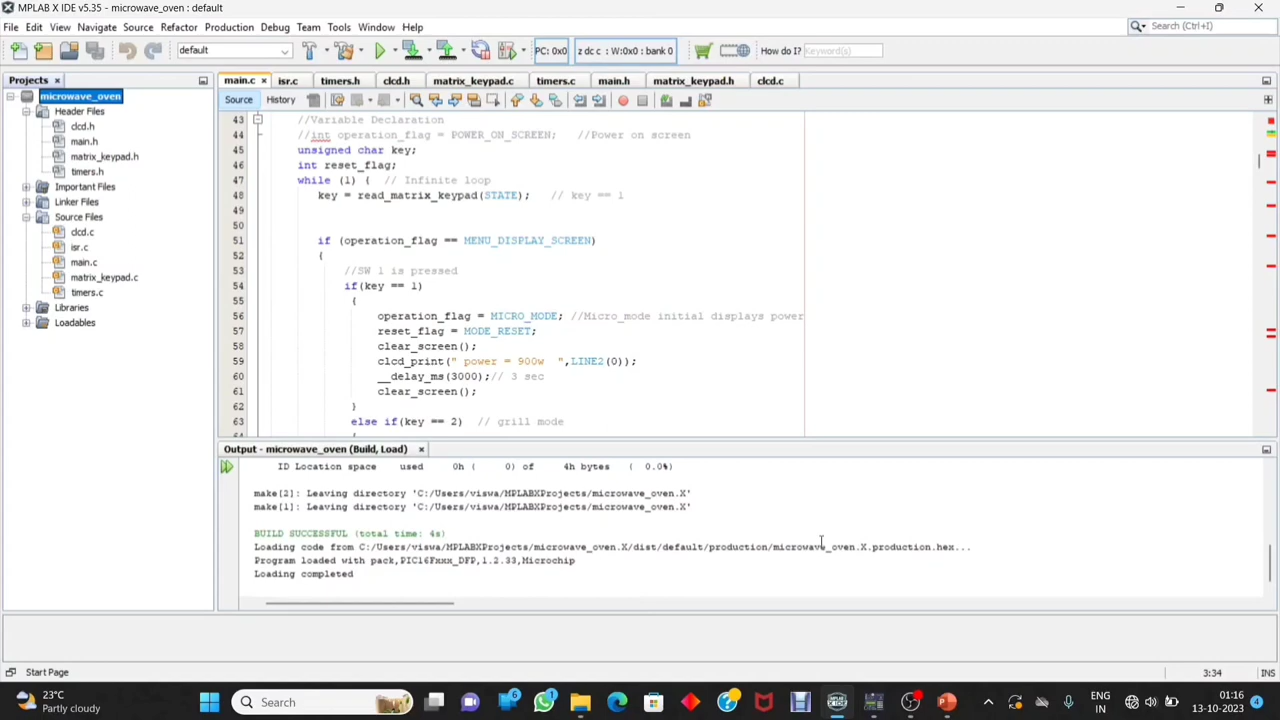 MPLAB X IDE v5.35 - microwave_oven : default
File Edit View Navigate Source Refactor Production Debug Team Tools Window Help
Search (Ctrl+I)
default
PC: 0x0
z dc c : W:0x0 : bank 0
How do I?
Keyword(s)
Projects
main.c
isr.c
timers.h
clcd.h
matrix_keypad.c
timers.c
main.h
matrix_keypad.h
clcd.c
Source
History
microwave_oven
Header Files
clcd.h
main.h
matrix_keypad.h
timers.h
Important Files
Linker Files
Source Files
clcd.c
isr.c
main.c
matrix_keypad.c
timers.c
Libraries
Loadables
43 //Variable Declaration
44 //int operation_flag = POWER_ON_SCREEN; //Power on screen
45 unsigned char key;
46 int reset_flag;
47 while (1) { // Infinite loop
48 key = read_matrix_keypad(STATE); // key == 1
49
50
51 if (operation_flag == MENU_DISPLAY_SCREEN)
52 {
53 //SW 1 is pressed
54 if(key == 1)
55 {
56 operation_flag = MICRO_MODE; //Micro_mode initial displays power
57 reset_flag = MODE_RESET;
58 clear_screen();
59 clcd_print(" power = 900w ",LINE2(0));
60 __delay_ms(3000);// 3 sec
61 clear_screen();
62 }
63 else if(key == 2) // grill mode
Output - microwave_oven (Build, Load)
ID Location space used 0h ( 0) of 4h bytes ( 0.0%)
make[2]: Leaving directory 'C:/Users/viswa/MPLABXProjects/microwave_oven.X'
make[1]: Leaving directory 'C:/Users/viswa/MPLABXProjects/microwave_oven.X'
BUILD SUCCESSFUL (total time: 4s)
Loading code from C:/Users/viswa/MPLABXProjects/microwave_oven.X/dist/default/production/microwave_oven.X.production.hex...
Program loaded with pack,PIC16Fxxx_DFP,1.2.33,Microchip
Loading completed
Start Page
3:34
INS
23°C
Partly cloudy
Search
6
1
ENG
IN
01:16
13-10-2023
4